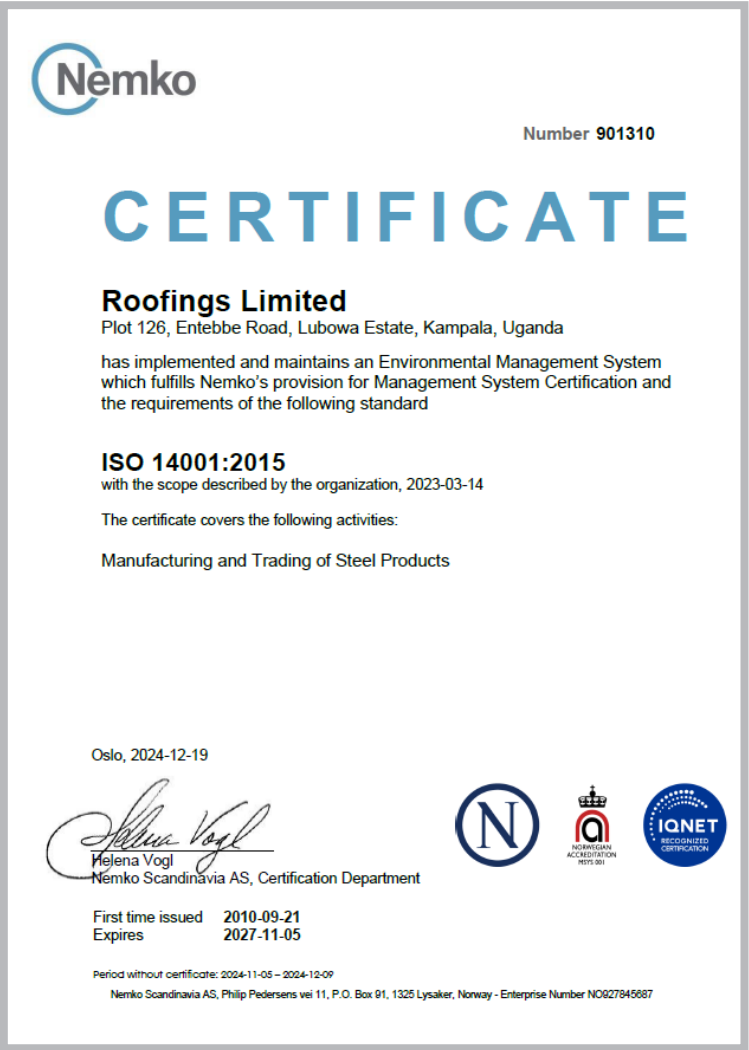 Nemko
Number 901310
CERTIFICATE
Roofings Limited
Plot 126, Entebbe Road, Lubowa Estate, Kampala, Uganda
has implemented and maintains an Environmental Management System
which fulfills Nemko's provision for Management System Certification and
the requirements of the following standard
ISO 14001:2015
with the scope described by the organization, 2023-03-14
The certificate covers the following activities:
Manufacturing and Trading of Steel Products
Oslo, 2024-12-19
Helena Vogl
Helena Vogl
Nemko Scandinavia AS, Certification Department
N
NORWEGIAN
ACCREDITATION
MSYS 001
IQNET
RECOGNIZED
CERTIFICATION
First time issued 2010-09-21
Expires 2027-11-05
Period without certificate: 2024-11-05 – 2024-12-09
Nemko Scandinavia AS, Philip Pedersens vei 11, P.O. Box 91, 1325 Lysaker, Norway - Enterprise Number NO927845687